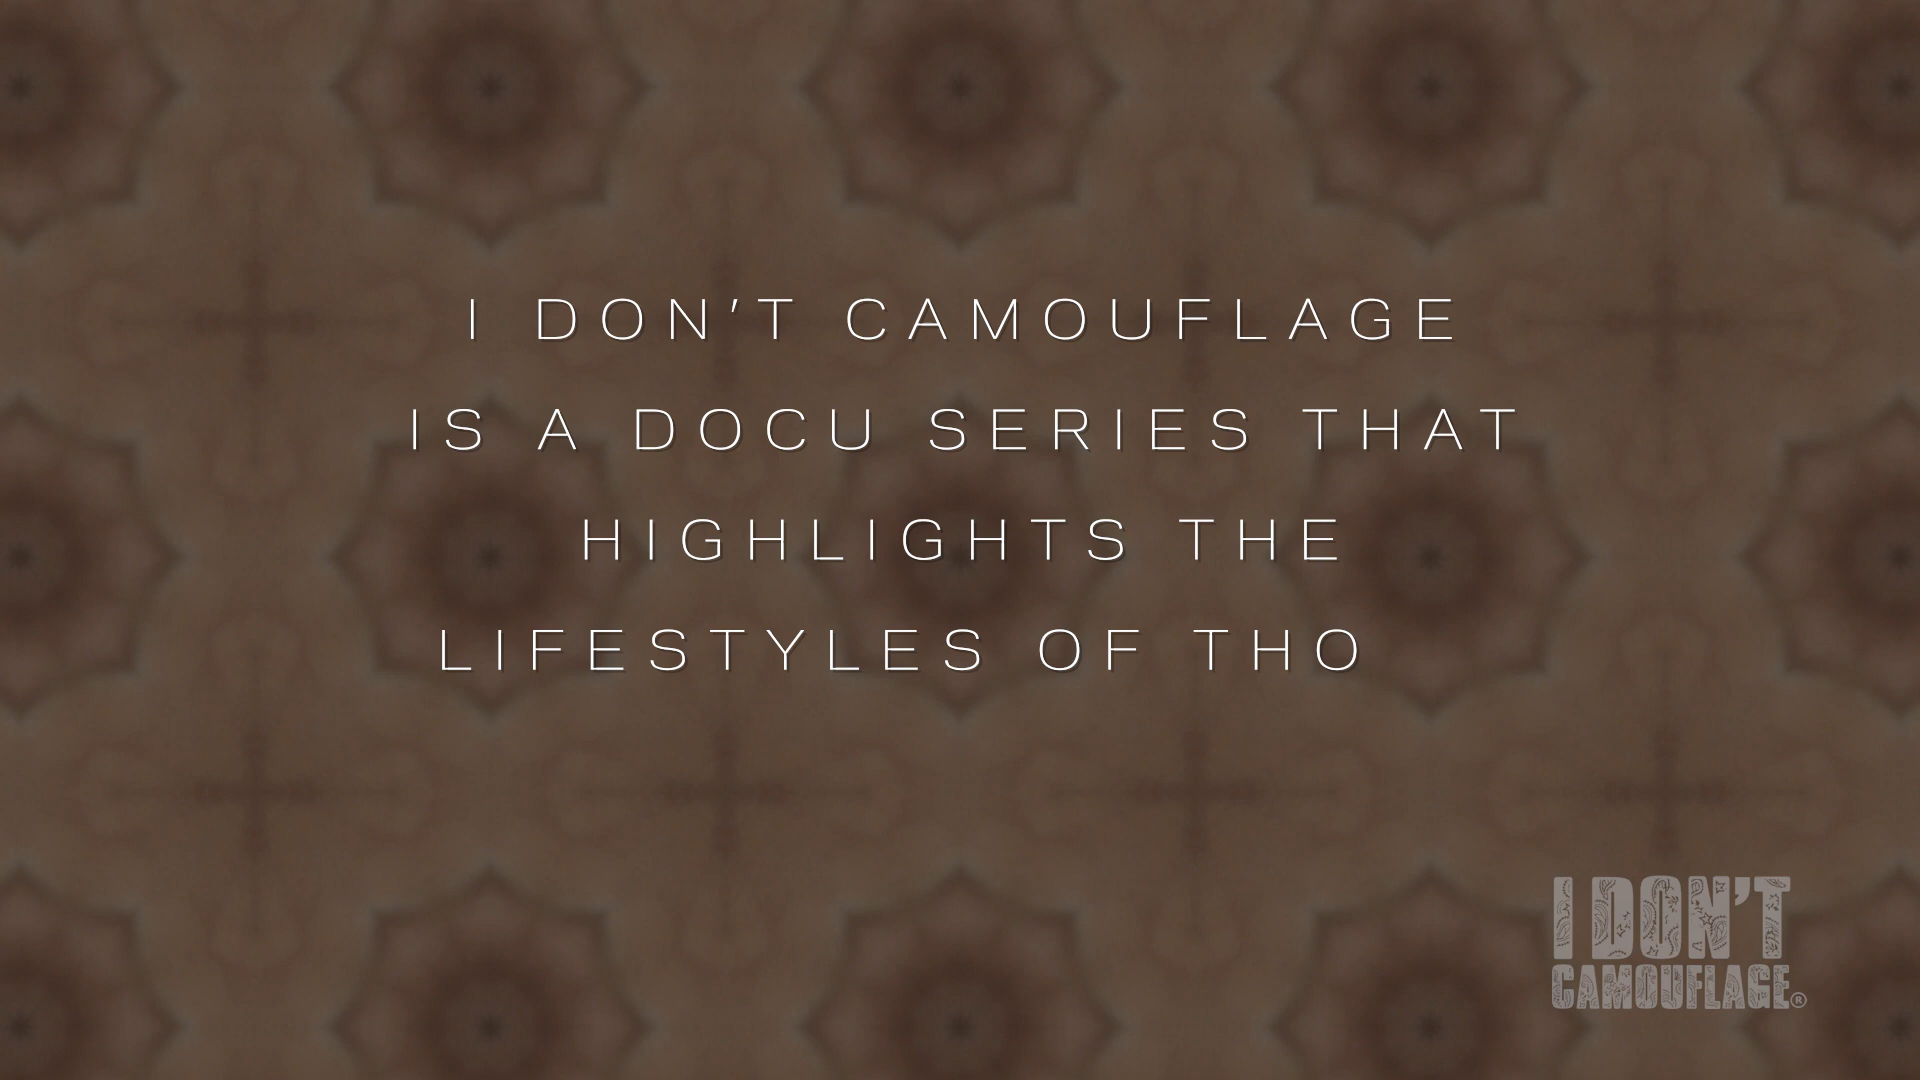 I DON'T CAMOUFLAGE
IS A DOCU SERIES THAT
HIGHLIGHTS THE
LIFESTYLES OF THO
I DON'T
CAMOUFLAGE®